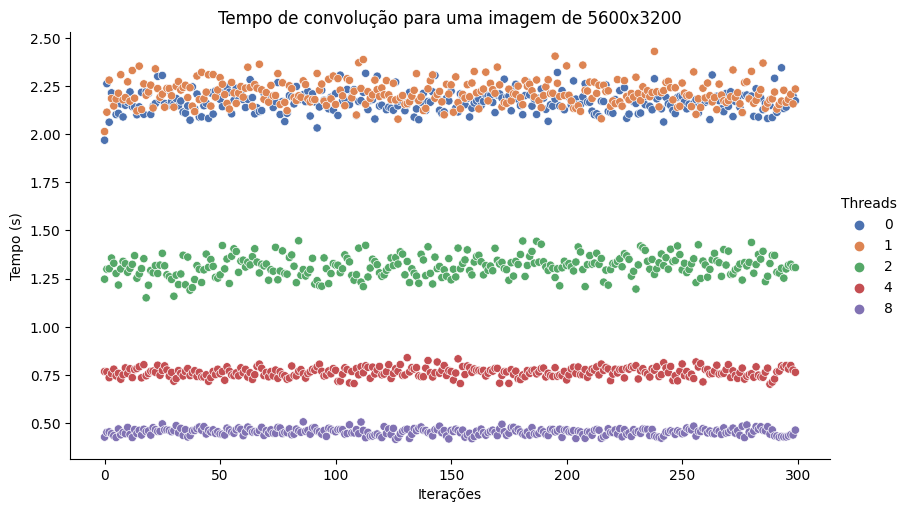 Tempo de convolução para uma imagem de 5600x3200
2.50
2.25
2.00
1.75
1.50
1.25
1.00
0.75
0.50
Tempo (s)
0 50 100 150 200 250 300
Iterações
Threads
0
1
2
4
8